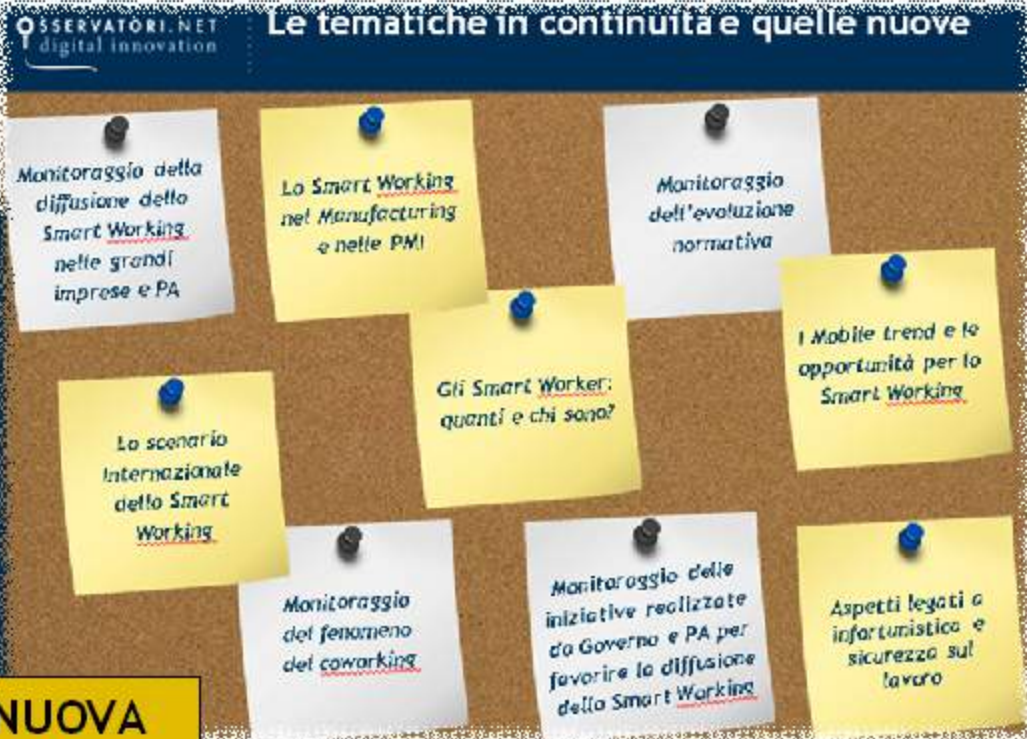 OSSERVATORI.NET
digital innovation
Le tematiche in continuità e quelle nuove
Monitoraggio della
diffusione dello
Smart Working
nelle grandi
imprese e PA
Lo Smart Working
nel Manufacturing
e nelle PMI
Monitoraggio
dell'evoluzione
normativa
Gli Smart Worker:
quanti e chi sono?
I Mobile trend e le
opportunità per lo
Smart Working
Lo scenario
Internazionale
dello Smart
Working
Monitoraggio
del fenomeno
del coworking
Monitoraggio delle
iniziative realizzate
da Governo e PA per
favorire la diffusione
dello Smart Working
Aspetti legati a
infortunistica e
sicurezza sul
lavoro
NUOVA